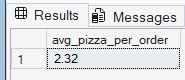 Results Messages
avg_pizza_per_order
1 2.32